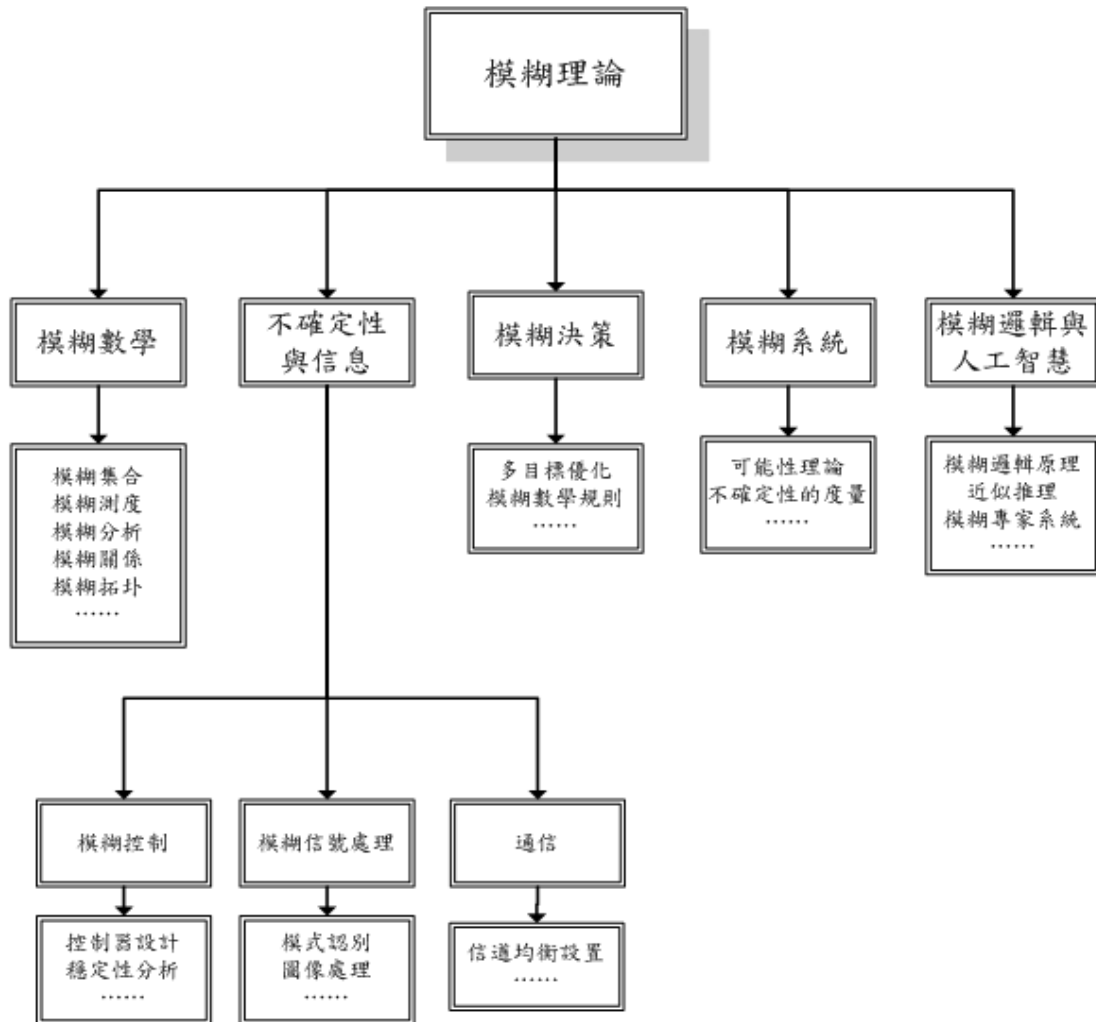 模糊理論
模糊數學
不確定性
與信息
模糊決策
模糊系統
模糊邏輯與
人工智慧
模糊集合
模糊測度
模糊分析
模糊關係
模糊拓圤
……
多目標優化
模糊數學規則
……
可能性理論
不確定性的度量
……
模糊邏輯原理
近似推理
模糊專家系統
……
模糊控制
模糊信號處理
通信
控制器設計
穩定性分析
……
模式認別
圖像處理
……
信道均衡設置
……